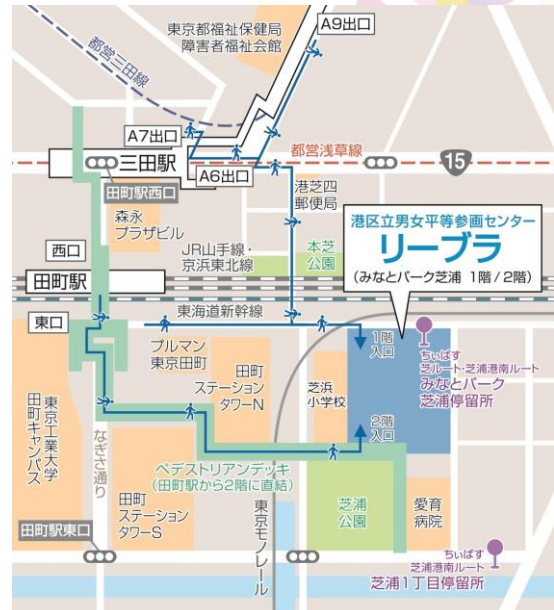 東京都福祉保健局
障害者福祉会館
A9出口
都営三田線
A7出口
三田駅
A6出口
都営浅草線
15
田町駅西口
港芝四
郵便局
森永
プラザビル
西口
JR山手線・
京浜東北線
本芝
公園
港区立男女平等参画センター
リーブラ
(みなとパーク芝浦 1階/2階)
田町駅
東海道新幹線
東口
プルマン
東京田町
田町
ステーション
タワーN
芝浜
小学校
1階
入口
ちぃばす
芝ルート・芝浦港南ルート
みなとパーク
芝浦停留所
東京工業大学
田町キャンパス
なぎさ通り
2階
入口
ペデストリアンデッキ
(田町駅から2階に直結)
田町
ステーション
タワーS
東京モノレール
芝浦
公園
愛育
病院
田町駅東口
ちぃばす
芝浦港南ルート
芝浦1丁目停留所